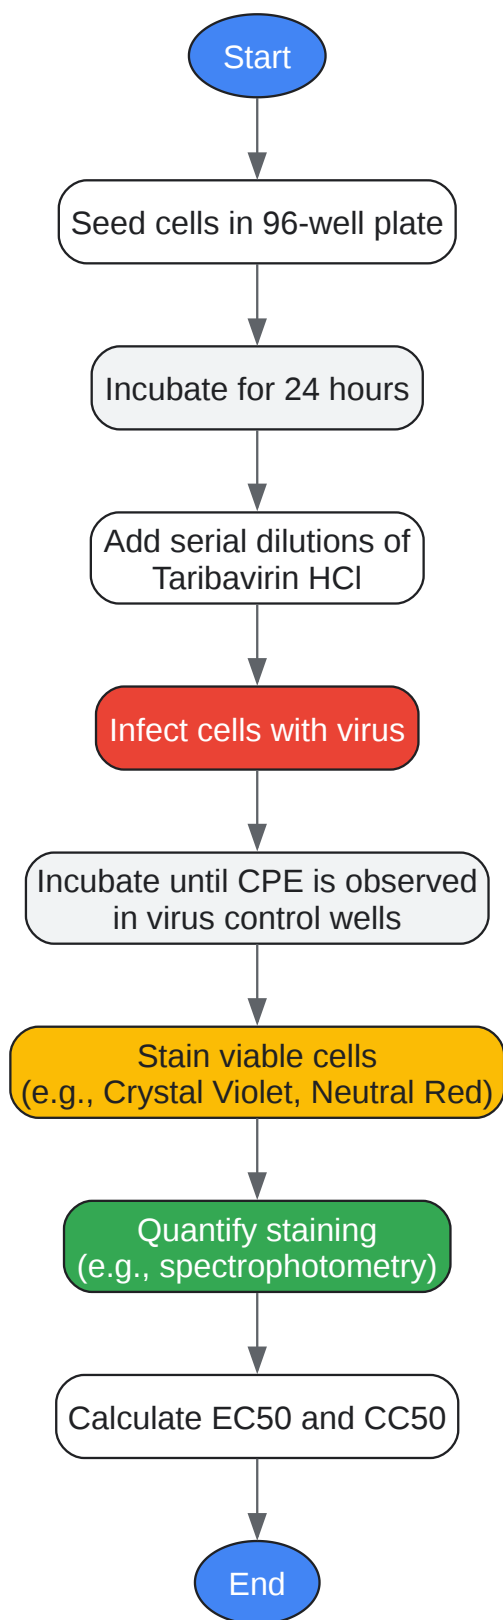 Start
Seed cells in 96-well plate
Incubate for 24 hours
Add serial dilutions of
Taribavirin HCl
Infect cells with virus
Incubate until CPE is observed
in virus control wells
Stain viable cells
(e.g., Crystal Violet, Neutral Red)
Quantify staining
(e.g., spectrophotometry)
Calculate EC50 and CC50
End